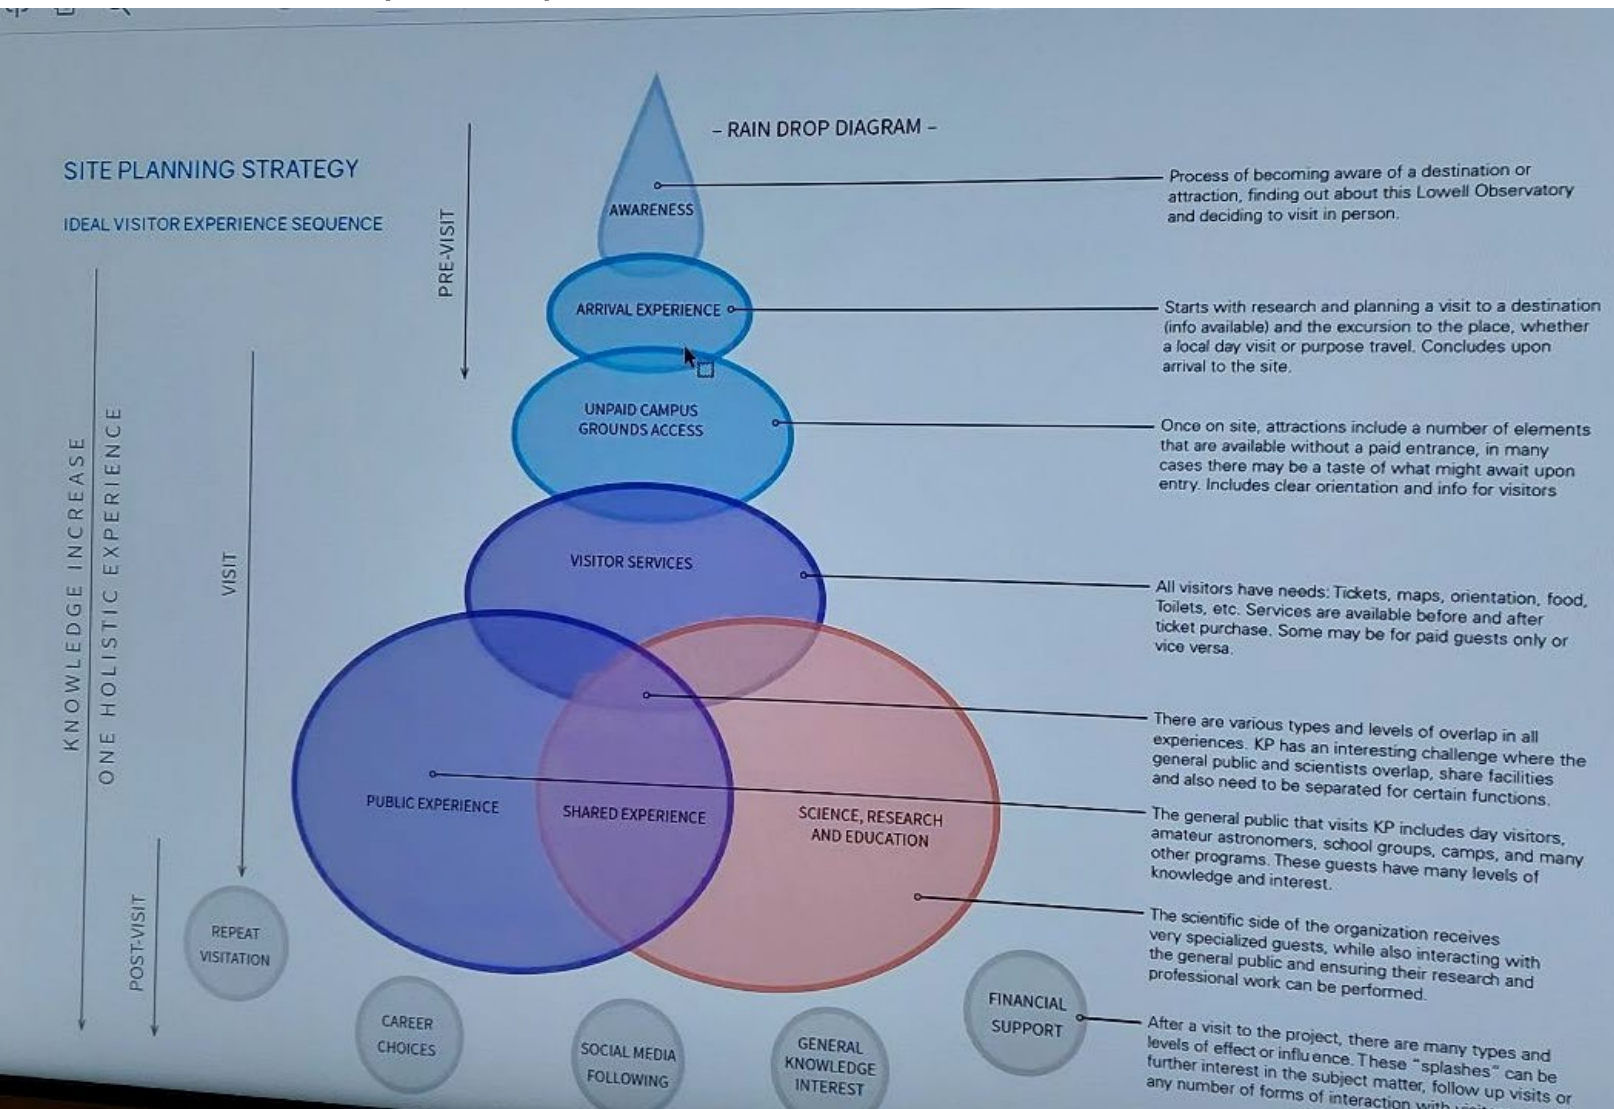 SITE PLANNING STRATEGY
IDEAL VISITOR EXPERIENCE SEQUENCE
– RAIN DROP DIAGRAM –
KNOWLEDGE INCREASE
ONE HOLISTIC EXPERIENCE
PRE-VISIT
VISIT
POST-VISIT
AWARENESS
Process of becoming aware of a destination or
attraction, finding out about this Lowell Observatory
and deciding to visit in person.
ARRIVAL EXPERIENCE
Starts with research and planning a visit to a destination
(info available) and the excursion to the place, whether
a local day visit or purpose travel. Concludes upon
arrival to the site.
UNPAID CAMPUS
GROUNDS ACCESS
Once on site, attractions include a number of elements
that are available without a paid entrance, in many
cases there may be a taste of what might await upon
entry. Includes clear orientation and info for visitors
VISITOR SERVICES
All visitors have needs: Tickets, maps, orientation, food,
Toilets, etc. Services are available before and after
ticket purchase. Some may be for paid guests only or
vice versa.
There are various types and levels of overlap in all
experiences. KP has an interesting challenge where the
general public and scientists overlap, share facilities
and also need to be separated for certain functions.
PUBLIC EXPERIENCE
SHARED EXPERIENCE
SCIENCE, RESEARCH
AND EDUCATION
The general public that visits KP includes day visitors,
amateur astronomers, school groups, camps, and many
other programs. These guests have many levels of
knowledge and interest.
The scientific side of the organization receives
very specialized guests, while also interacting with
the general public and ensuring their research and
professional work can be performed.
REPEAT
VISITATION
CAREER
CHOICES
SOCIAL MEDIA
FOLLOWING
GENERAL
KNOWLEDGE
INTEREST
FINANCIAL
SUPPORT
After a visit to the project, there are many types and
levels of effect or influence. These "splashes" can be
further interest in the subject matter, follow up visits or
any number of forms of interaction with